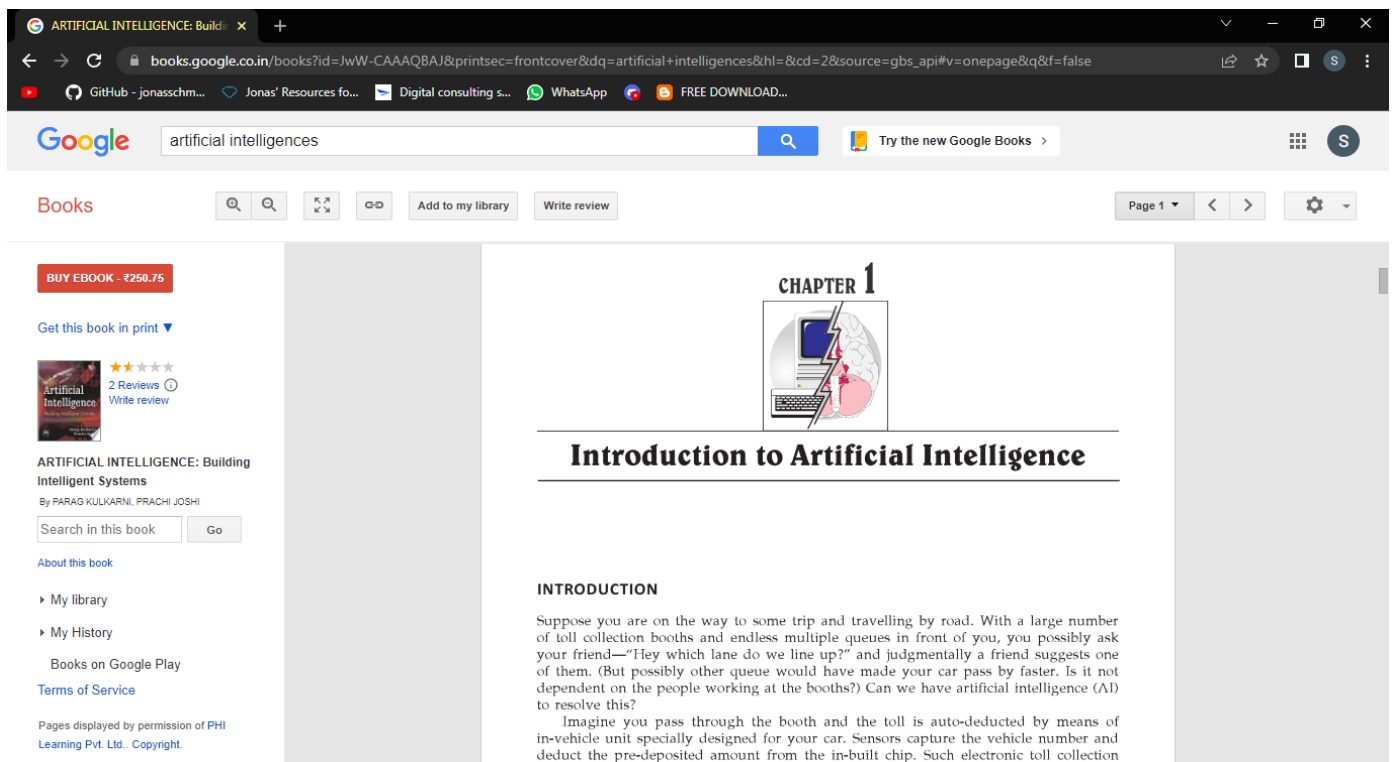 ARTIFICIAL INTELLIGENCE: Buildin
books.google.co.in/books?id=JwW-CAAAQBAJ&printsec=frontcover&dq=artificial+intelligences&hl=&cd=2&source=gbs_api#v=onepage&q&f=false
S
GitHub - jonasschm... Jonas' Resources fo... Digital consulting s... WhatsApp FREE DOWNLOAD...
Google artificial intelligences Try the new Google Books S
Books Add to my library Write review Page 1
BUY EBOOK - ₹250.75
Get this book in print ▼
Artificial
Intelligence
2 Reviews
Write review
ARTIFICIAL INTELLIGENCE: Building
Intelligent Systems
By PARAG KULKARNI, PRACHI JOSHI
Search in this book Go
About this book
My library
My History
Books on Google Play
Terms of Service
Pages displayed by permission of PHI
Learning Pvt. Ltd.. Copyright.
CHAPTER 1
Introduction to Artificial Intelligence
INTRODUCTION
Suppose you are on the way to some trip and travelling by road. With a large number
of toll collection booths and endless multiple queues in front of you, you possibly ask
your friend—“Hey which lane do we line up?” and judgmentally a friend suggests one
of them. (But possibly other queue would have made your car pass by faster. Is it not
dependent on the people working at the booths?) Can we have artificial intelligence (AI)
to resolve this?
Imagine you pass through the booth and the toll is auto-deducted by means of
in-vehicle unit specially designed for your car. Sensors capture the vehicle number and
deduct the pre-deposited amount from the in-built chip. Such electronic toll collection